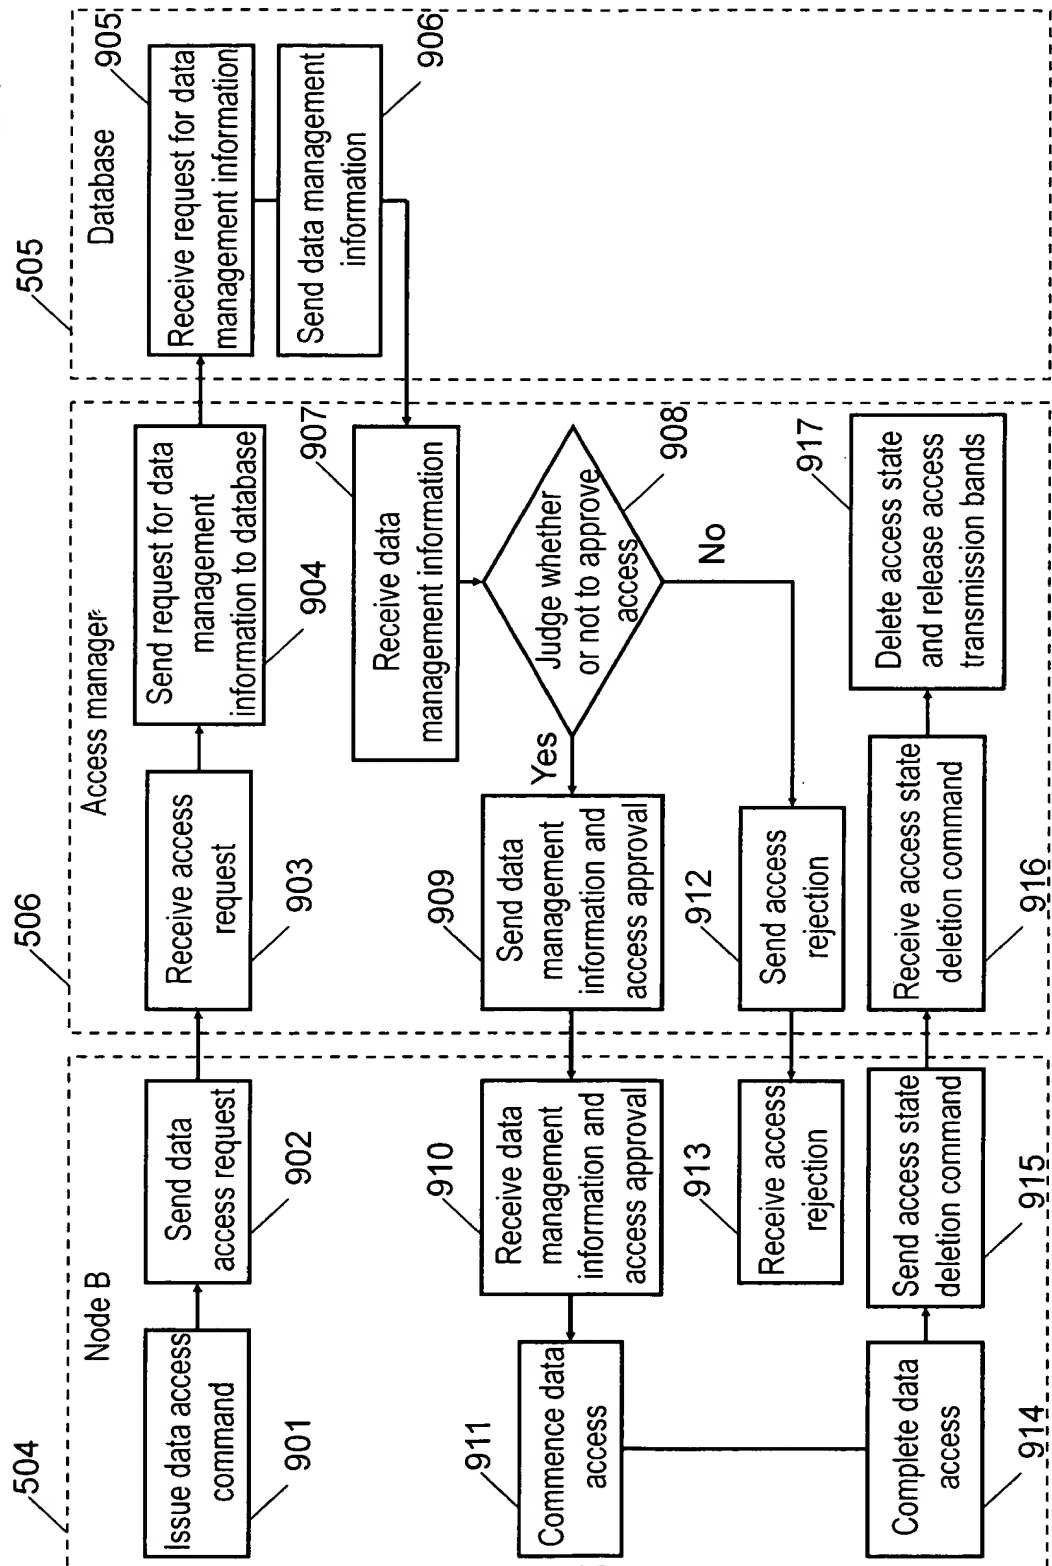 504
506
505
Node B
Access manager
Database
Issue data access
command
901
Send data
access request
902
Receive access
request
903
Send request for data
management
information to database
904
Receive request for data
management information
905
Send data management
information
906
Receive data
management information
907
Judge whether
or not to approve
access
908
Yes
No
Send data
management
information and
access approval
909
Receive data
management
information and
access approval
910
Commence data
access
911
Send access
rejection
912
Receive access
rejection
913
Complete data
access
914
Send access state
deletion command
915
Receive access state
deletion command
916
Delete access state
and release access
transmission bands
917